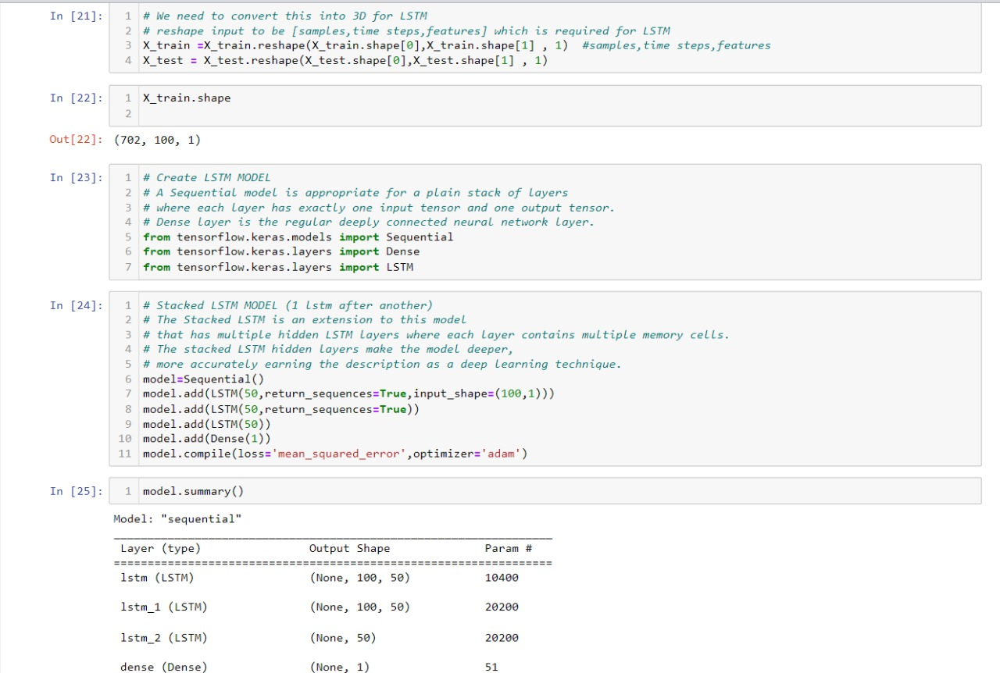 In [21]:
1 # We need to convert this into 3D for LSTM
2 # reshape input to be [samples,time steps,features] which is required for LSTM
3 X_train =X_train.reshape(X_train.shape[0],X_train.shape[1] , 1)  #samples,time steps,features
4 X_test = X_test.reshape(X_test.shape[0],X_test.shape[1] , 1)
In [22]:
1 X_train.shape
2
Out[22]: (702, 100, 1)
In [23]:
1 # Create LSTM MODEL
2 # A Sequential model is appropriate for a plain stack of layers
3 # where each layer has exactly one input tensor and one output tensor.
4 # Dense layer is the regular deeply connected neural network layer.
5 from tensorflow.keras.models import Sequential
6 from tensorflow.keras.layers import Dense
7 from tensorflow.keras.layers import LSTM
In [24]:
1 # Stacked LSTM MODEL (1 lstm after another)
2 # The Stacked LSTM is an extension to this model
3 # that has multiple hidden LSTM layers where each layer contains multiple memory cells.
4 # The stacked LSTM hidden layers make the model deeper,
5 # more accurately earning the description as a deep learning technique.
6 model=Sequential()
7 model.add(LSTM(50,return_sequences=True,input_shape=(100,1)))
8 model.add(LSTM(50,return_sequences=True))
9 model.add(LSTM(50))
10 model.add(Dense(1))
11 model.compile(loss='mean_squared_error',optimizer='adam')
In [25]:
1 model.summary()
Model: "sequential"
_________________________________________________________________
Layer (type) Output Shape Param #
=================================================================
lstm (LSTM) (None, 100, 50) 10400
lstm_1 (LSTM) (None, 100, 50) 20200
lstm_2 (LSTM) (None, 50) 20200
dense (Dense) (None, 1) 51